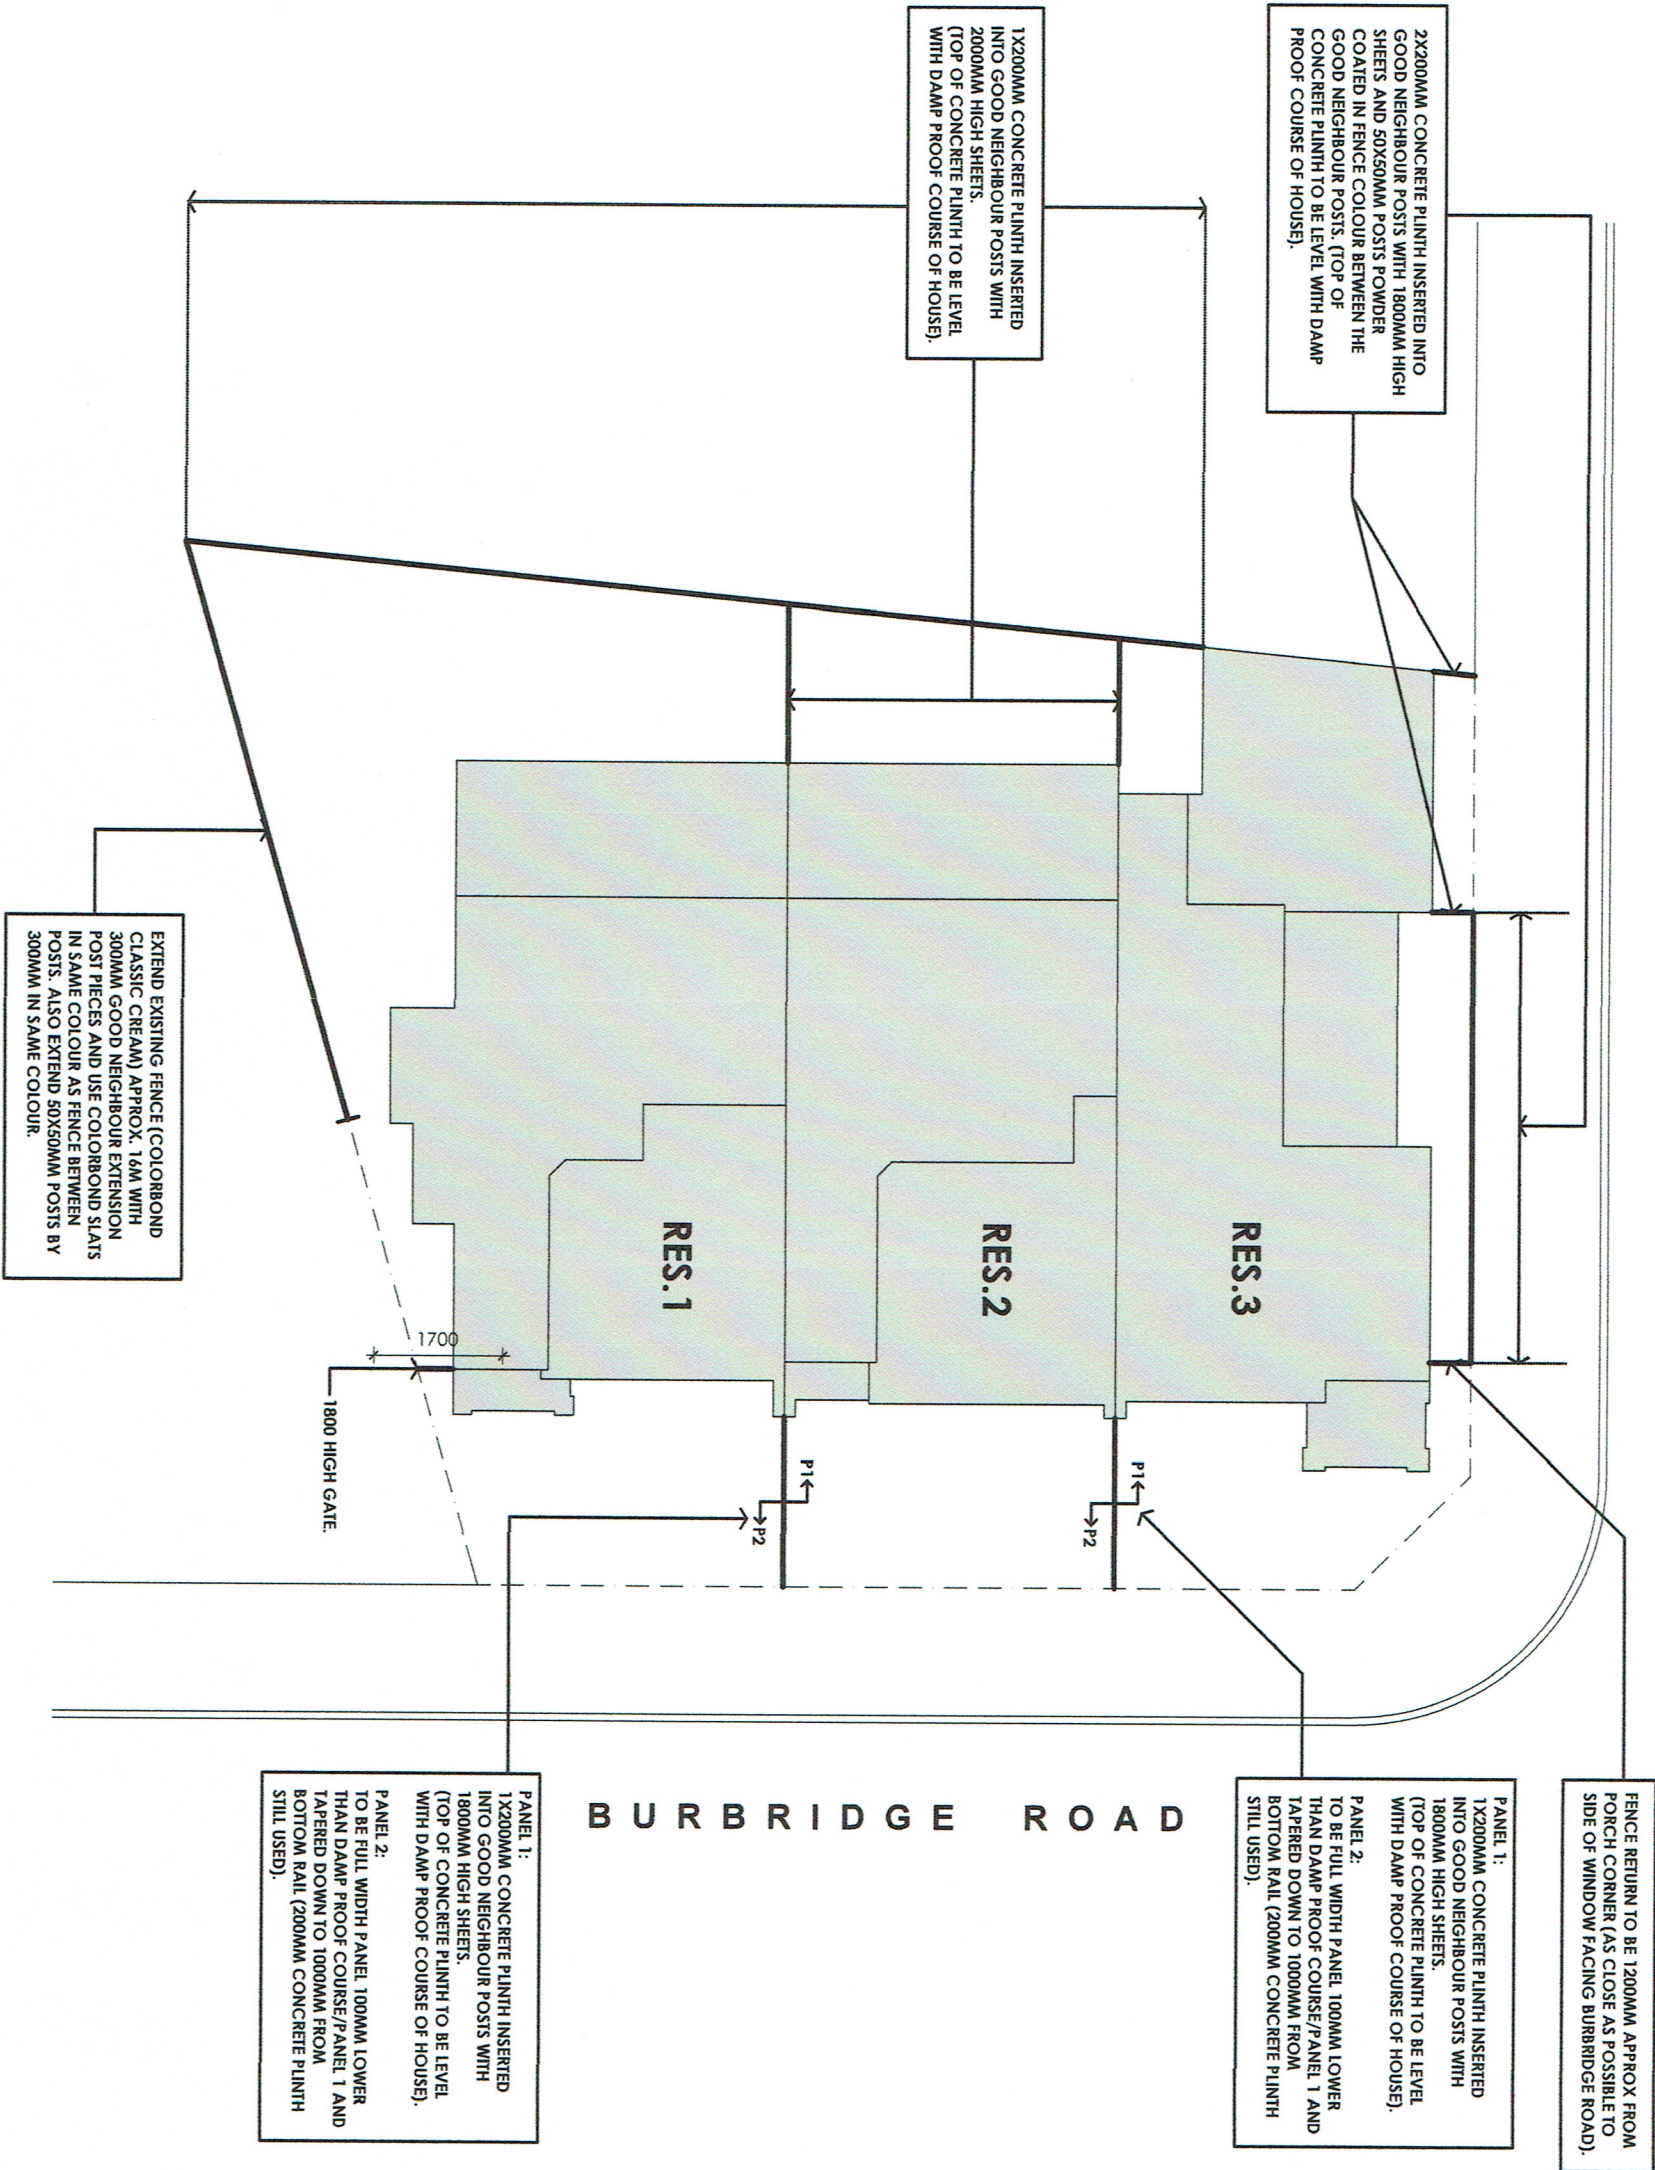 2X200MM CONCRETE PLINTH INSERTED INTO
GOOD NEIGHBOUR POSTS WITH 1800MM HIGH
SHEETS AND 50X50MM POSTS POWDER
COATED IN FENCE COLOUR BETWEEN THE
GOOD NEIGHBOUR POSTS. (TOP OF
CONCRETE PLINTH TO BE LEVEL WITH DAMP
PROOF COURSE OF HOUSE).
1X200MM CONCRETE PLINTH INSERTED
INTO GOOD NEIGHBOUR POSTS WITH
2000MM HIGH SHEETS.
(TOP OF CONCRETE PLINTH TO BE LEVEL
WITH DAMP PROOF COURSE OF HOUSE).
EXTEND EXISTING FENCE (COLORBOND
CLASSIC CREAM) APPROX. 16M WITH
300MM GOOD NEIGHBOUR EXTENSION
POST PIECES AND USE COLORBOND SLATS
IN SAME COLOUR AS FENCE BETWEEN
POSTS. ALSO EXTEND 50X50MM POSTS BY
300MM IN SAME COLOUR.
RES.3
RES.2
RES.1
1700
1800 HIGH GATE.
P1
P2
P1
P2
FENCE RETURN TO BE 1200MM APPROX FROM
PORCH CORNER (AS CLOSE AS POSSIBLE TO
SIDE OF WINDOW FACING BURBRIDGE ROAD).
PANEL 1:
1X200MM CONCRETE PLINTH INSERTED
INTO GOOD NEIGHBOUR POSTS WITH
1800MM HIGH SHEETS.
(TOP OF CONCRETE PLINTH TO BE LEVEL
WITH DAMP PROOF COURSE OF HOUSE).
PANEL 2:
TO BE FULL WIDTH PANEL 100MM LOWER
THAN DAMP PROOF COURSE/PANEL 1 AND
TAPERED DOWN TO 1000MM FROM
BOTTOM RAIL (200MM CONCRETE PLINTH
STILL USED).
BURBRIDGE ROAD
PANEL 1:
1X200MM CONCRETE PLINTH INSERTED
INTO GOOD NEIGHBOUR POSTS WITH
1800MM HIGH SHEETS.
(TOP OF CONCRETE PLINTH TO BE LEVEL
WITH DAMP PROOF COURSE OF HOUSE).
PANEL 2:
TO BE FULL WIDTH PANEL 100MM LOWER
THAN DAMP PROOF COURSE/PANEL 1 AND
TAPERED DOWN TO 1000MM FROM
BOTTOM RAIL (200MM CONCRETE PLINTH
STILL USED).